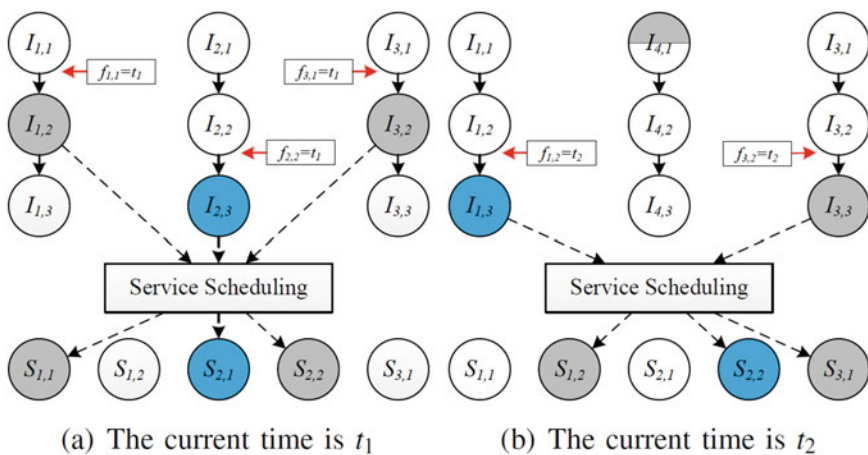 I1,1 I2,1 I3,1 I1,1 I4,1 I3,1
f1,1=t1 f3,1=t1
I1,2 I2,2 I3,2 I1,2 I4,2 I3,2
f2,2=t1 f1,2=t2 f3,2=t2
I1,3 I2,3 I3,3 I1,3 I4,3 I3,3
Service Scheduling Service Scheduling
S1,1 S1,2 S2,1 S2,2 S3,1 S1,1 S1,2 S2,1 S2,2 S3,1
(a) The current time is t1 (b) The current time is t2